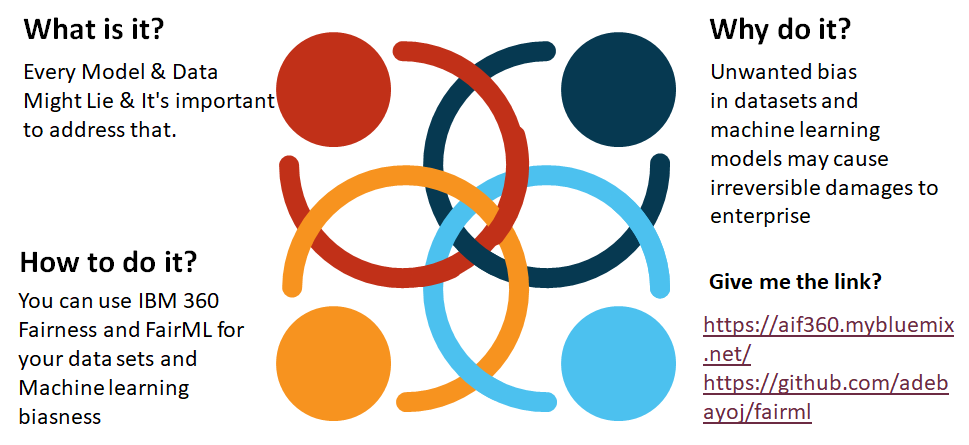 What is it?
Every Model & Data
Might Lie & It's important
to address that.
Why do it?
Unwanted bias
in datasets and
machine learning
models may cause
irreversible damages to
enterprise
How to do it?
You can use IBM 360
Fairness and FairML for
your data sets and
Machine learning
biasness
Give me the link?
https://aif360.mybluemix
.net/
https://github.com/adeb
ayoj/fairml